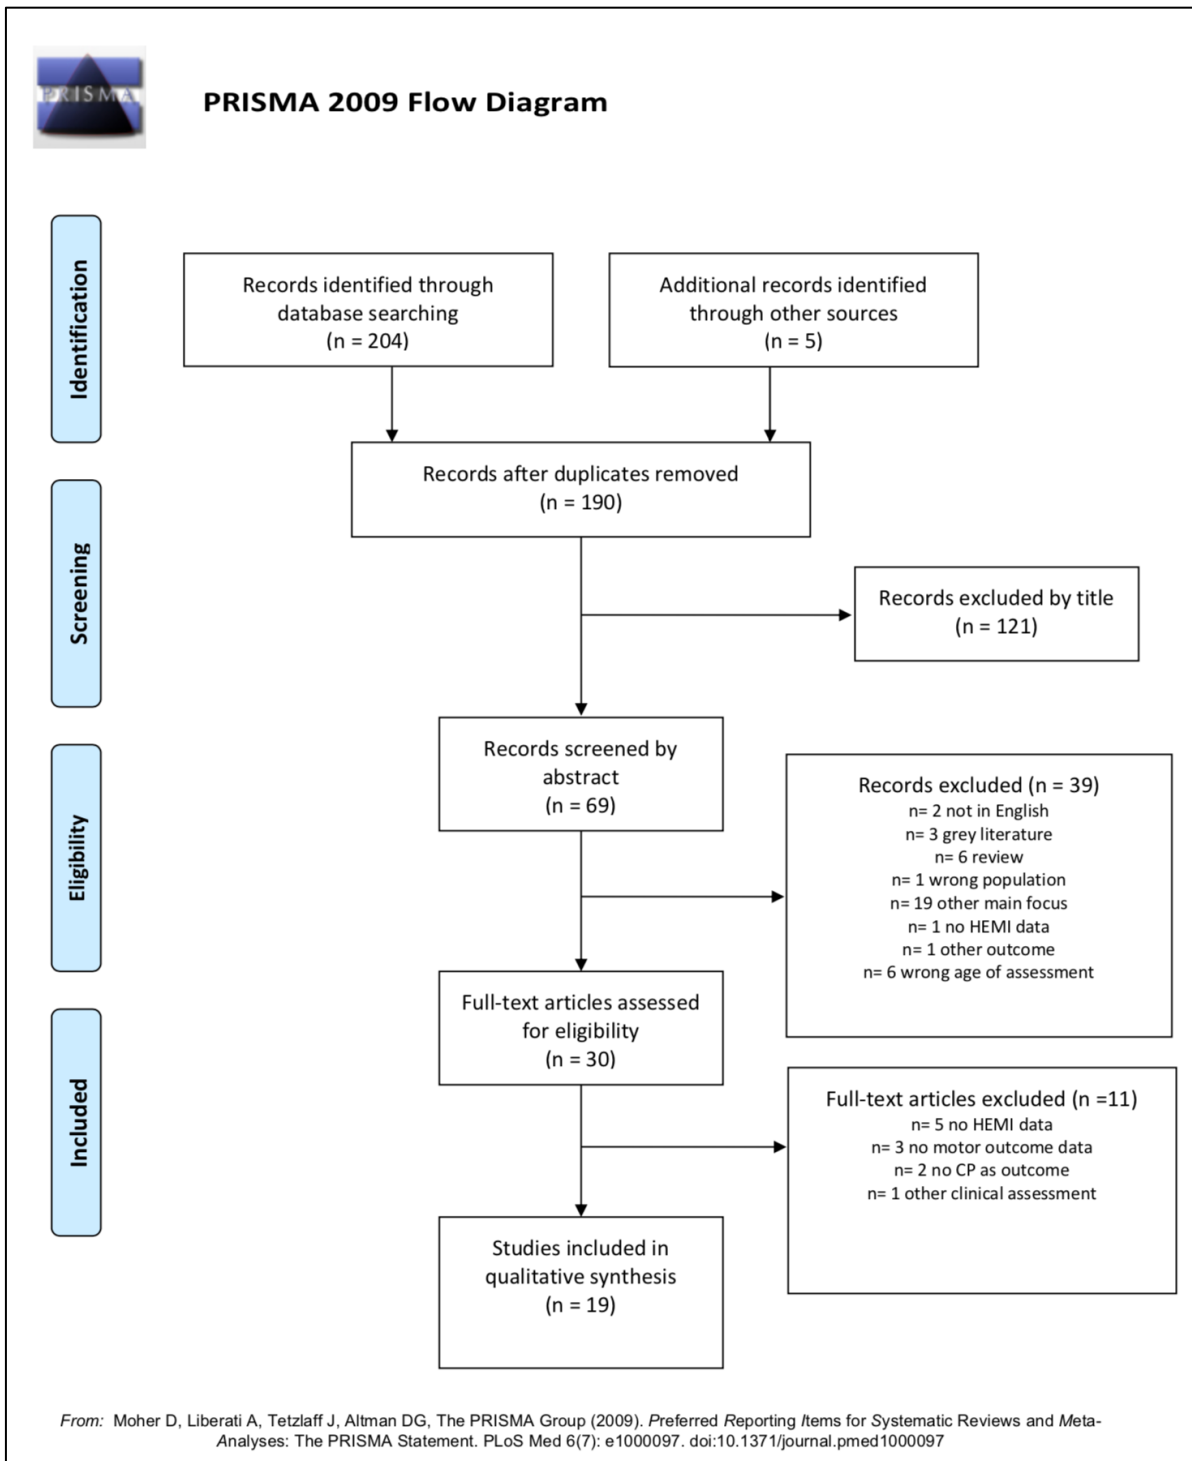 PRISMA
PRISMA 2009 Flow Diagram
Identification
Records identified through
database searching
(n = 204)
Additional records identified
through other sources
(n = 5)
Records after duplicates removed
(n = 190)
Screening
Records excluded by title
(n = 121)
Records screened by
abstract
(n = 69)
Eligibility
Records excluded (n = 39)
n= 2 not in English
n= 3 grey literature
n= 6 review
n= 1 wrong population
n= 19 other main focus
n= 1 no HEMI data
n= 1 other outcome
n= 6 wrong age of assessment
Full-text articles assessed
for eligibility
(n = 30)
Included
Full-text articles excluded (n =11)
n= 5 no HEMI data
n= 3 no motor outcome data
n= 2 no CP as outcome
n= 1 other clinical assessment
Studies included in
qualitative synthesis
(n = 19)
From: Moher D, Liberati A, Tetzlaff J, Altman DG, The PRISMA Group (2009). Preferred Reporting Items for Systematic Reviews and Meta-
Analyses: The PRISMA Statement. PLoS Med 6(7): e1000097. doi:10.1371/journal.pmed1000097